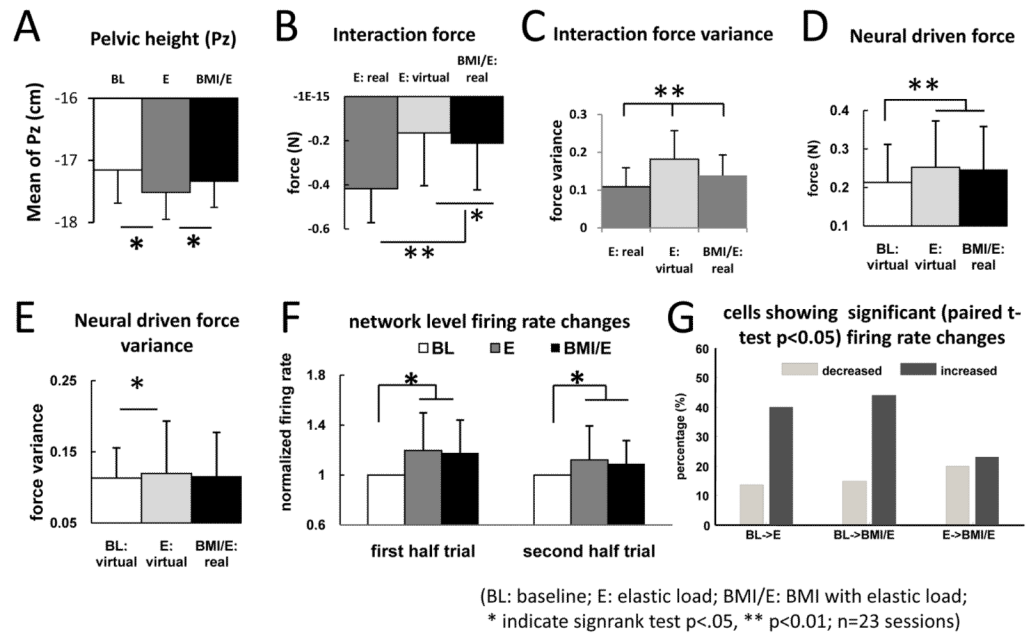 A
Pelvic height (Pz)
BL E BMI/E
Mean of Pz (cm)
-16
-17
-18
*
*
B
Interaction force
E: real E: virtual BMI/E: real
force (N)
-1E-15
-0.2
-0.4
-0.6
*
**
C
Interaction force variance
force variance
0.3
0.2
0.1
0
**
E: real E: virtual BMI/E: real
D
Neural driven force
force (N)
0.4
0.3
0.2
0.1
**
BL: virtual E: virtual BMI/E: real
E
Neural driven force
variance
force variance
0.25
0.15
0.05
*
BL: virtual E: virtual BMI/E: real
F
network level firing rate changes
BL E BMI/E
normalized firing rate
1.8
1.4
1
0.6
*
*
first half trial second half trial
G
cells showing significant (paired t-
test p<0.05) firing rate changes
decreased increased
percentage (%)
60
50
40
30
20
10
0
BL->E BL->BMI/E E->BMI/E
(BL: baseline; E: elastic load; BMI/E: BMI with elastic load;
* indicate signrank test p<.05, ** p<0.01; n=23 sessions)